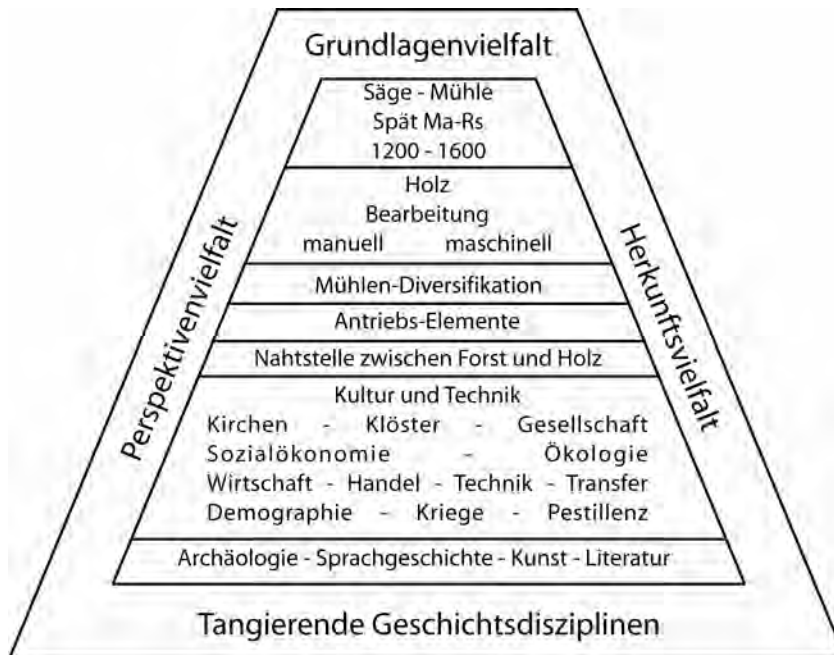 Grundlagenvielfalt
Säge - Mühle
Spät Ma-Rs
1200 - 1600
Holz
Bearbeitung
manuell maschinell
Mühlen-Diversifikation
Antriebs-Elemente
Nahtstelle zwischen Forst und Holz
Kultur und Technik
Kirchen - Klöster - Gesellschaft
Sozialökonomie - Ökologie
Wirtschaft - Handel - Technik - Transfer
Demographie - Kriege - Pestillenz
Archäologie - Sprachgeschichte - Kunst - Literatur
Perspektivenvielfalt
Herkunftsvielfalt
Tangierende Geschichtsdisziplinen